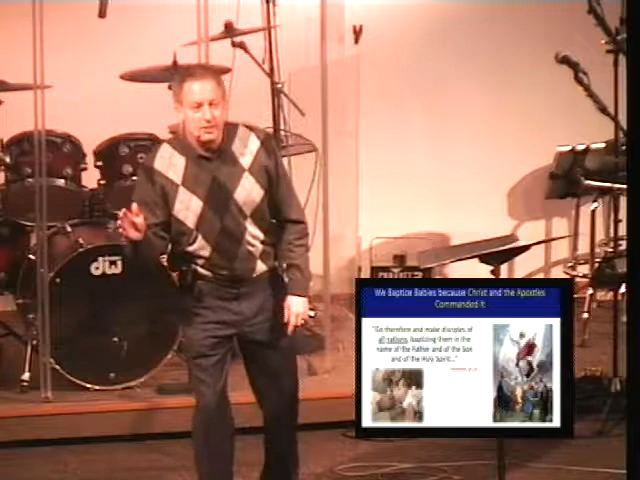 dw
We Baptize Babies because Christ and the Apostles
Commanded It
"Go therefore and make disciples of
all nations, baptizing them in the
name of the Father and of the Son
and of the Holy Spirit..."